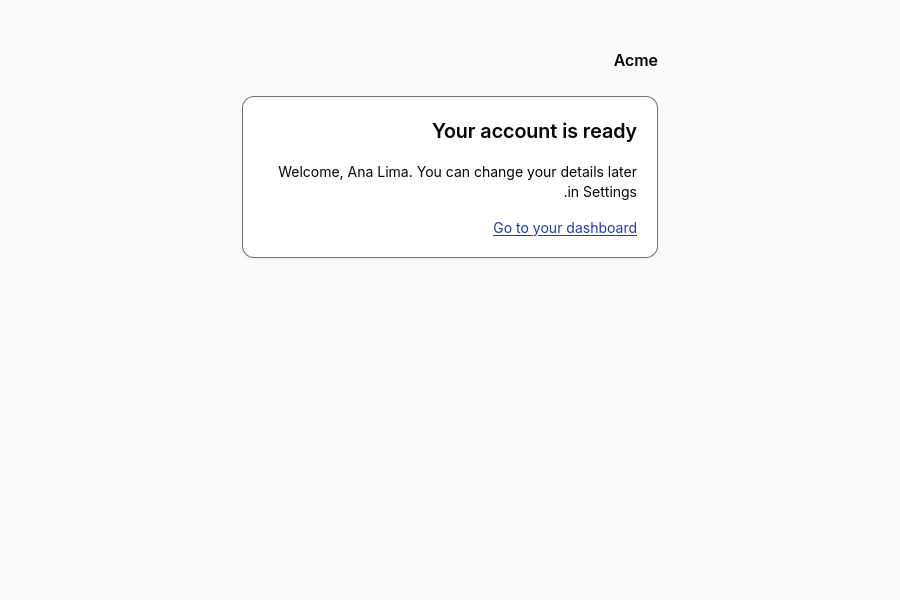 Acme
Your account is ready
Welcome, Ana Lima. You can change your details later
.in Settings
Go to your dashboard